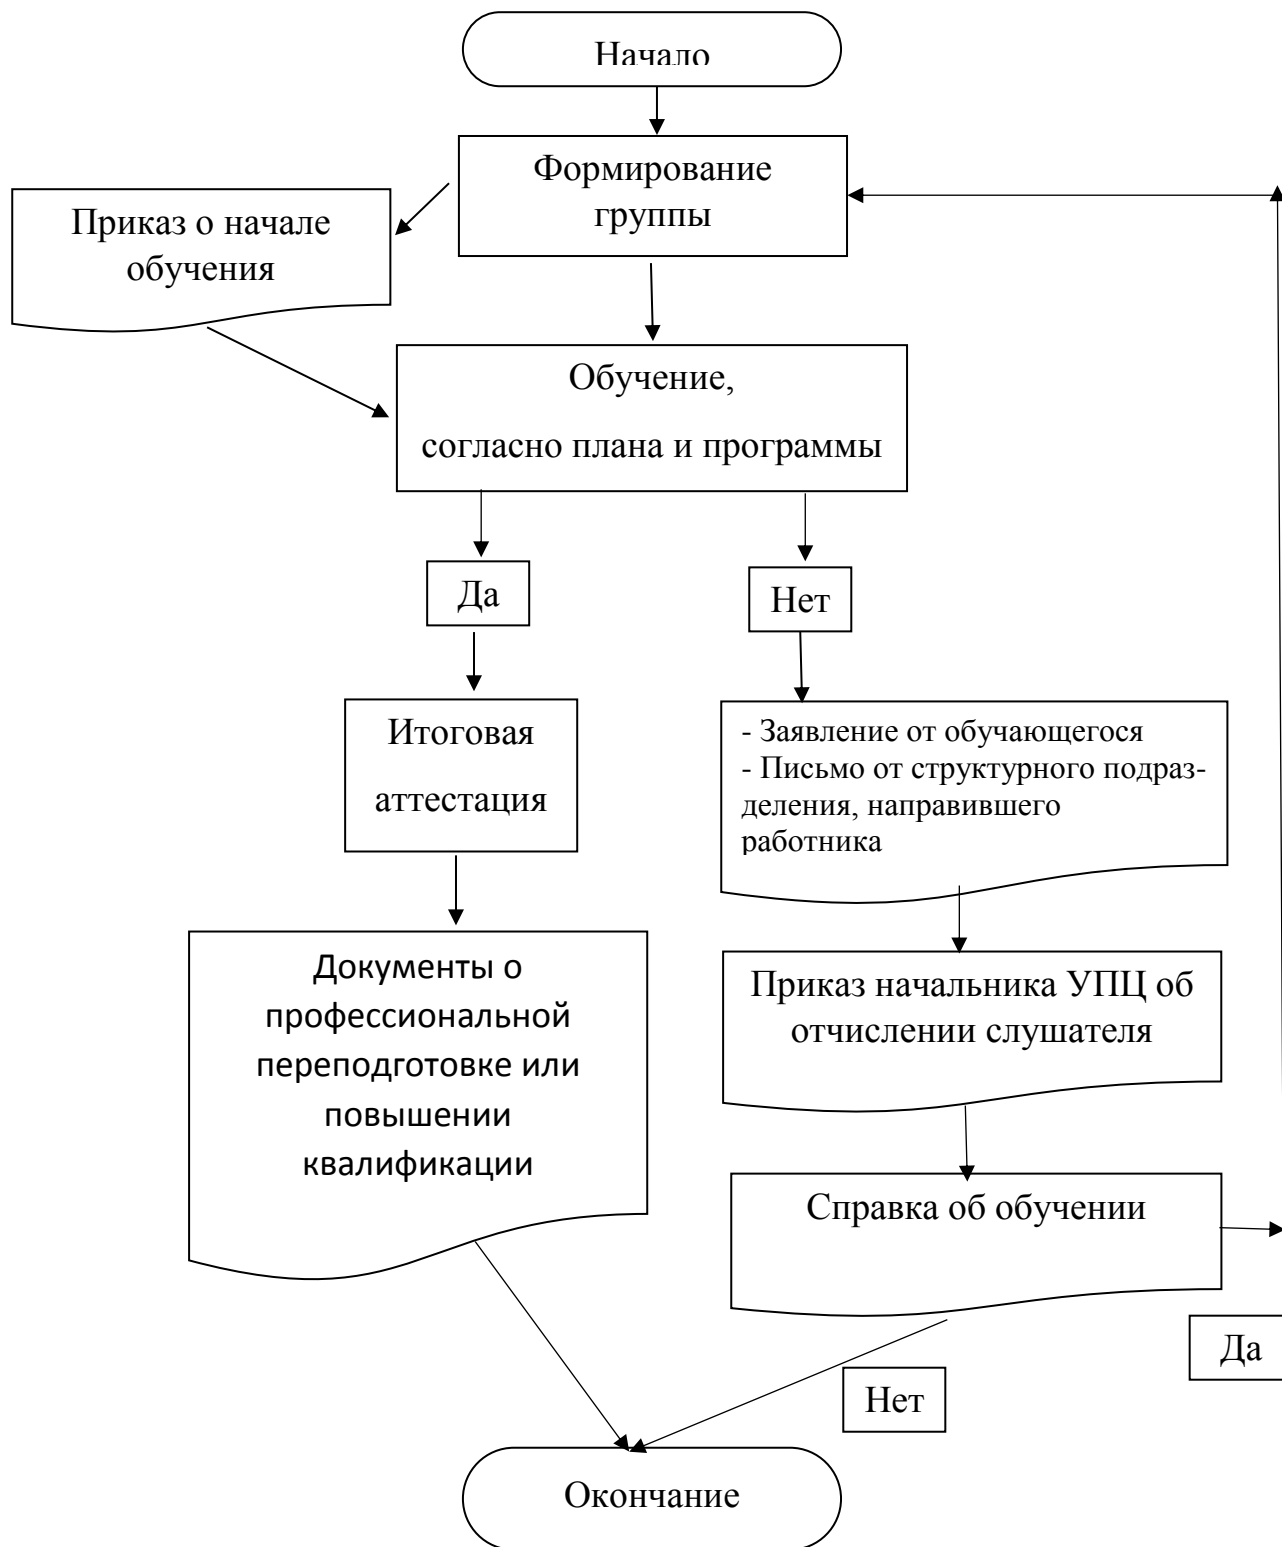 Начало
Формирование
группы
Приказ о начале
обучения
Обучение,
согласно плана и программы
Да
Нет
Итоговая
аттестация
- Заявление от обучающегося
- Письмо от структурного подраз-
деления, направившего
работника
Документы о
профессиональной
переподготовке или
повышении
квалификации
Приказ начальника УПЦ об
отчислении слушателя
Справка об обучении
Да
Нет
Окончание